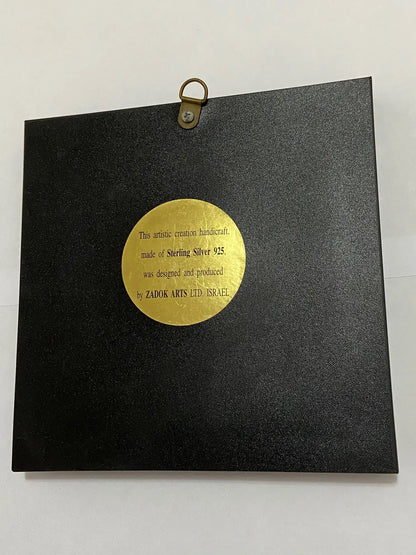 This artistic creation handicraft,
made of Sterling Silver 925,
was designed and produced
by ZADOK ARTS LTD. ISRAEL